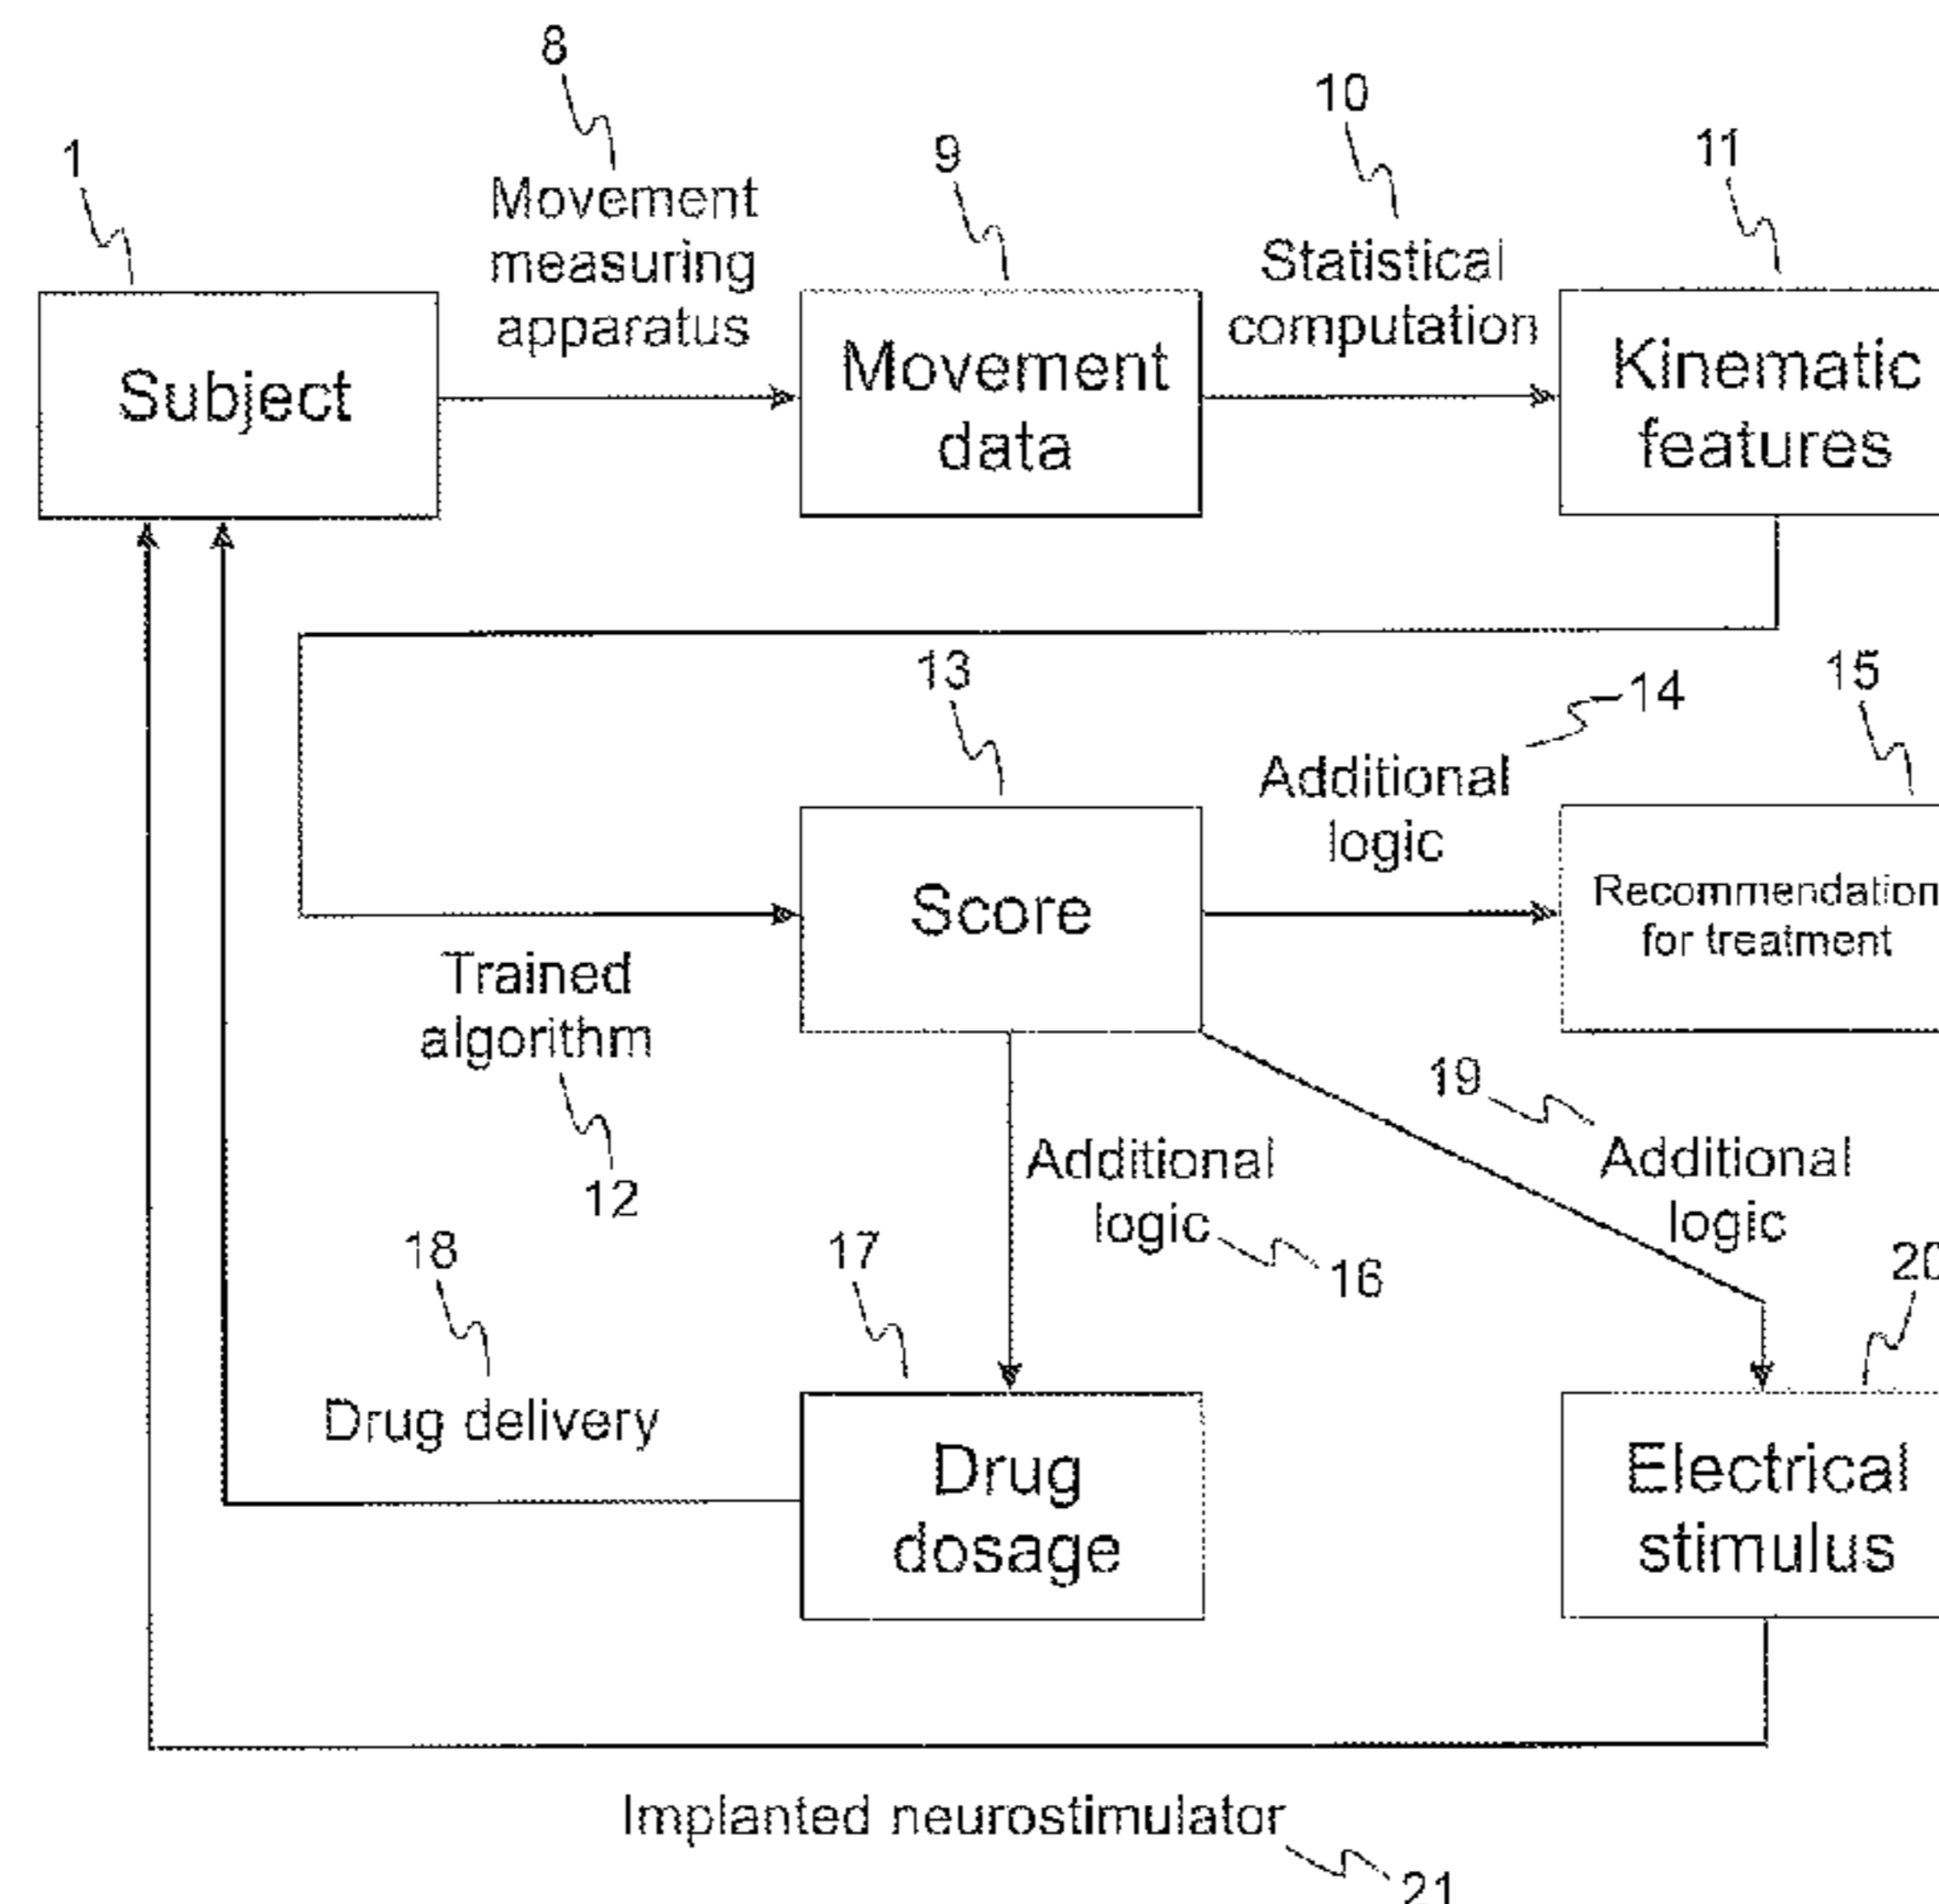 8
10
1
9
11
Movement
measuring
apparatus
Statistical
computation
Subject
Movement
data
Kinematic
features
13
14
15
Additional
logic
Score
Recommendation
for treatment
Trained
algorithm
12
19
Additional
logic
16
Additional
logic
18
17
20
Drug delivery
Drug
dosage
Electrical
stimulus
Implanted neurostimulator
21